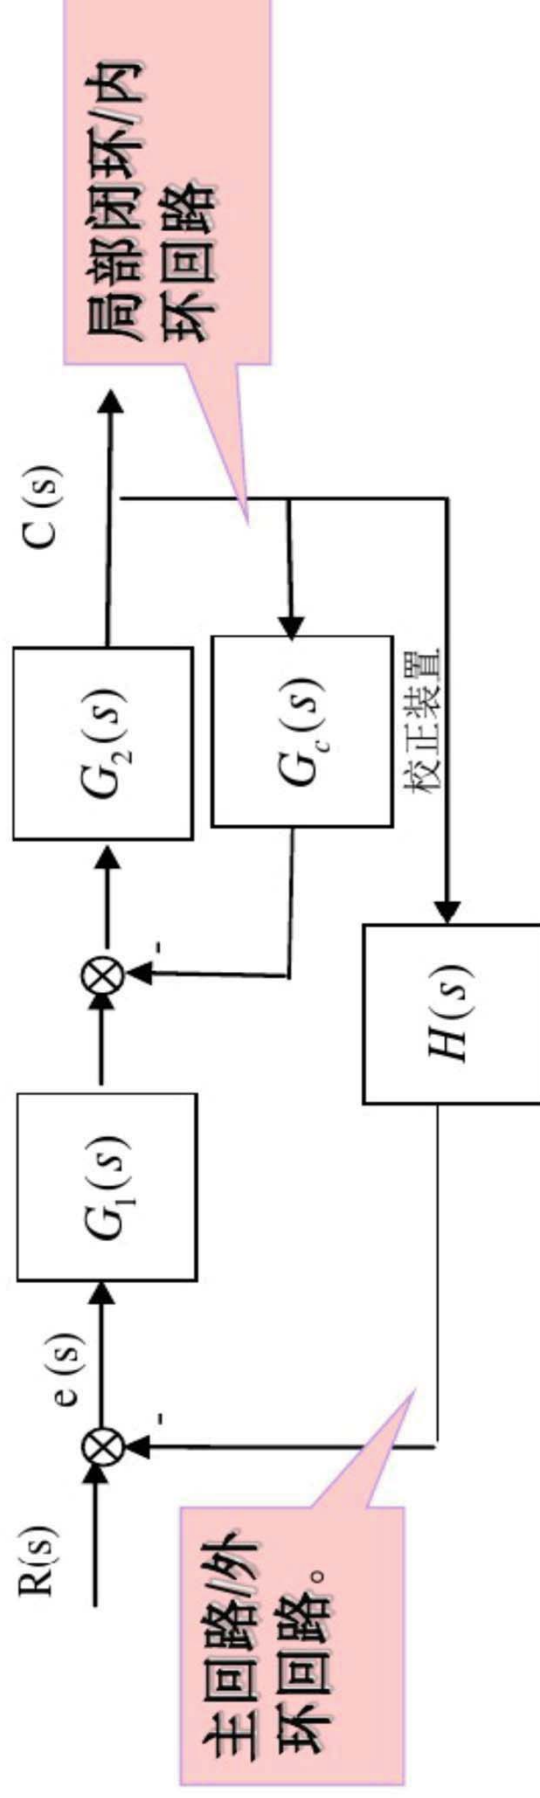 R(s)
e (s)
G₁(s)
-
G₂(s)
C (s)
局部闭环/内
环回路
-
G_c(s)
校正装置
H(s)
主回路/外
环回路。